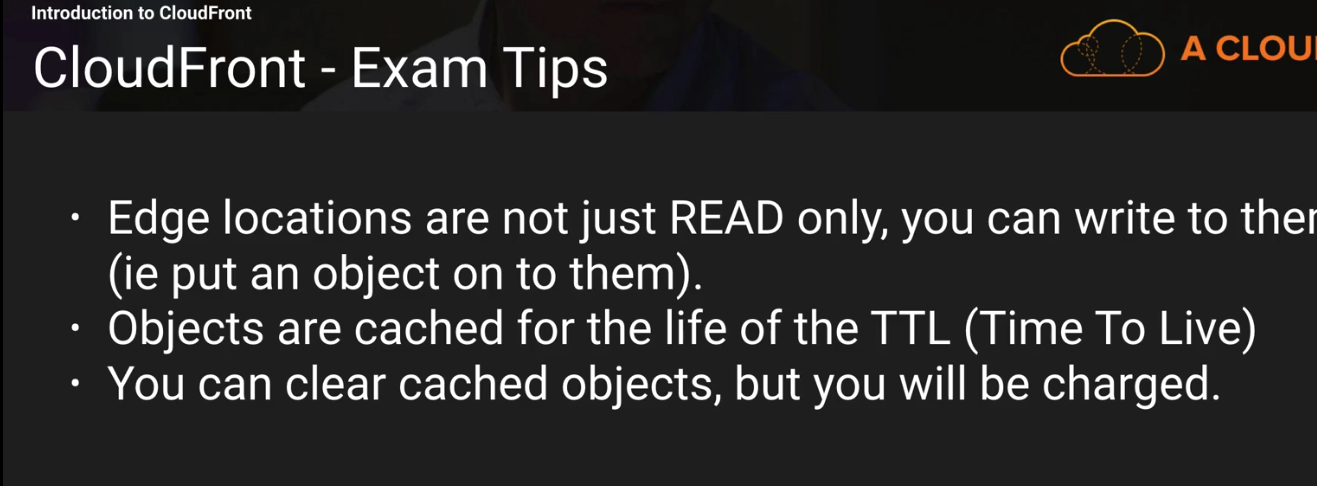 Introduction to CloudFront
CloudFront - Exam Tips
A CLOU
• Edge locations are not just READ only, you can write to
(ie put an object on to them).
• Objects are cached for the life of the TTL (Time To Live)
• You can clear cached objects, but you will be charged.